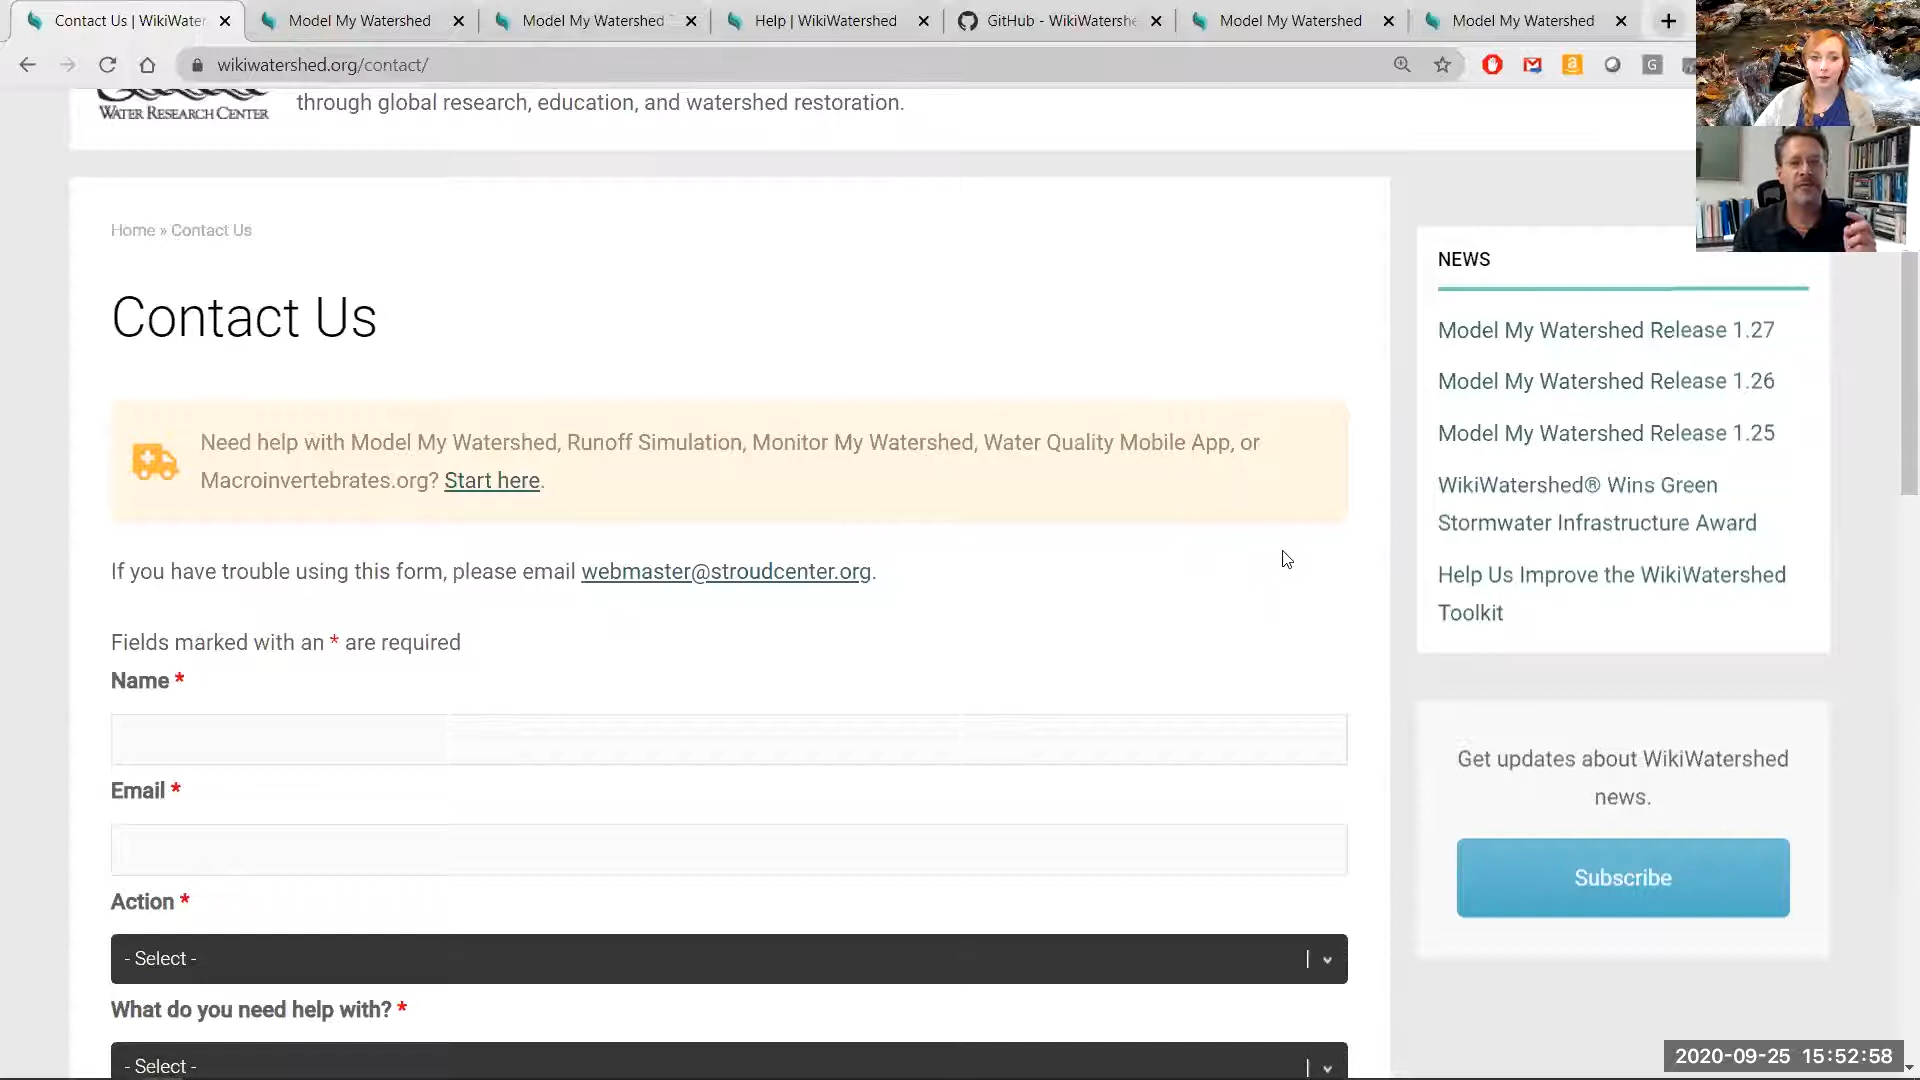 Contact Us | WikiWater
Model My Watershed
Model My Watershed
Help | WikiWatershed
GitHub - WikiWatershe
Model My Watershed
Model My Watershed
wikiwatershed.org/contact/
G
WATER RESEARCH CENTER
through global research, education, and watershed restoration.
Home » Contact Us
Contact Us
Need help with Model My Watershed, Runoff Simulation, Monitor My Watershed, Water Quality Mobile App, or
Macroinvertebrates.org? Start here.
If you have trouble using this form, please email webmaster@stroudcenter.org.
Fields marked with an * are required
Name *
Email *
Action *
- Select -
What do you need help with? *
- Select -
NEWS
Model My Watershed Release 1.27
Model My Watershed Release 1.26
Model My Watershed Release 1.25
WikiWatershed® Wins Green
Stormwater Infrastructure Award
Help Us Improve the WikiWatershed
Toolkit
Get updates about WikiWatershed
news.
Subscribe
2020-09-25 15:52:58